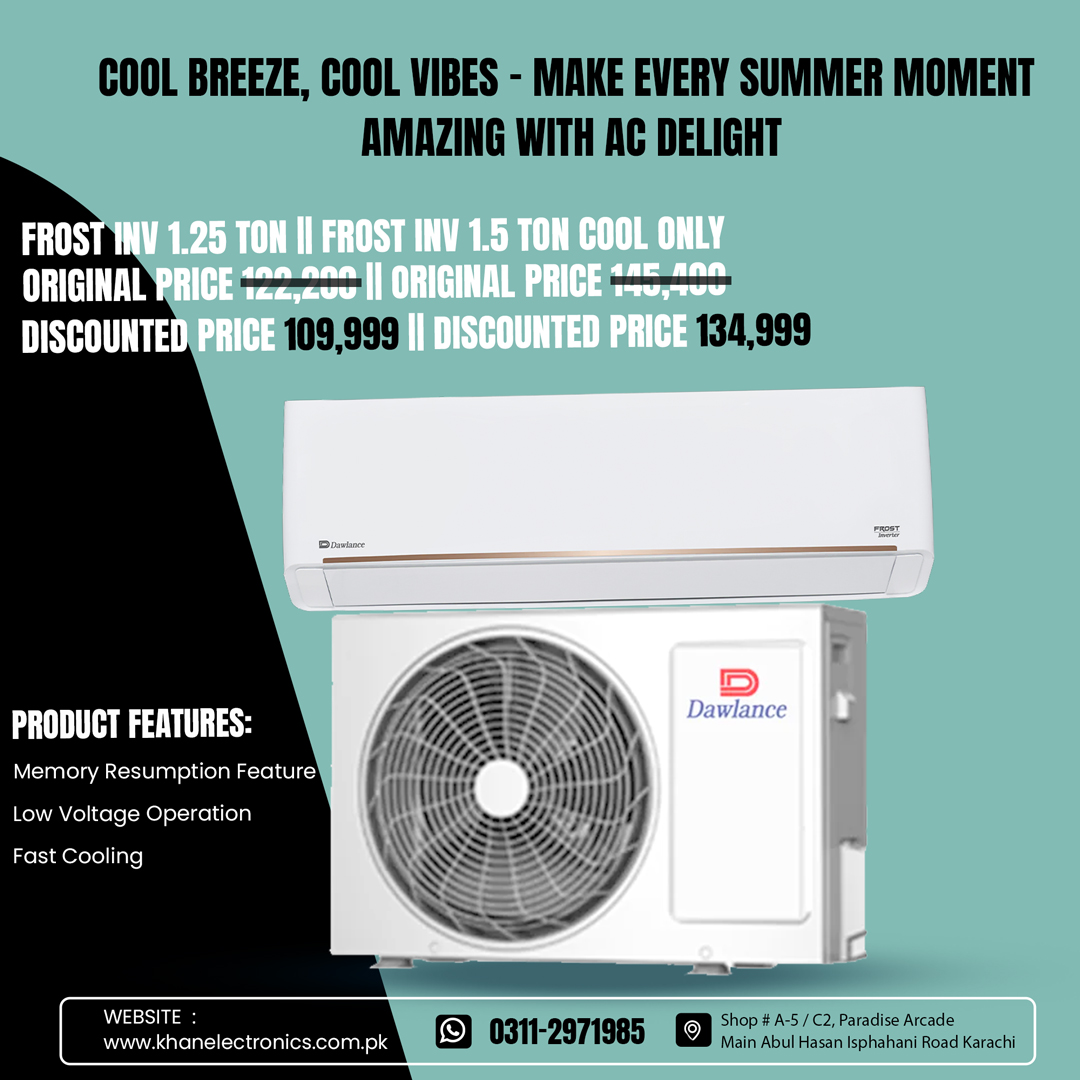 COOL BREEZE, COOL VIBES - MAKE EVERY SUMMER MOMENT
AMAZING WITH AC DELIGHT
FROST INV 1.25 TON || FROST INV 1.5 TON COOL ONLY
ORIGINAL PRICE 122,200 || ORIGINAL PRICE 145,400
DISCOUNTED PRICE 109,999 || DISCOUNTED PRICE 134,999
Dawlance
FROST
Inverter
Dawlance
PRODUCT FEATURES:
Memory Resumption Feature
Low Voltage Operation
Fast Cooling
WEBSITE :
www.khanelectronics.com.pk
0311-2971985
Shop # A-5 / C2, Paradise Arcade
Main Abul Hasan Isphahani Road Karachi